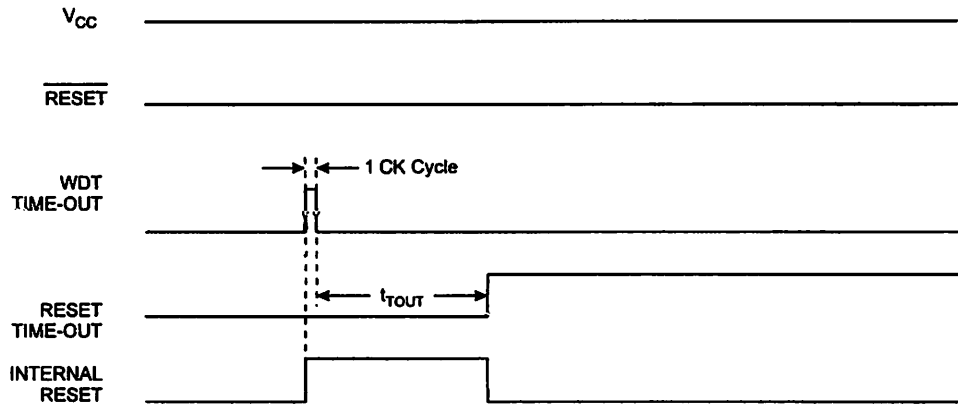 VCC
RESET
1 CK Cycle
WDT
TIME-OUT
tTOUT
RESET
TIME-OUT
INTERNAL
RESET